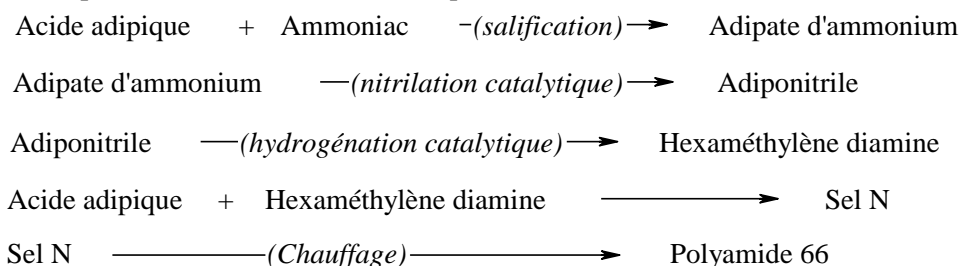 Acide adipique + Ammoniac (salification) Adipate d'ammonium
Adipate d'ammonium (nitrilation catalytique) Adiponitrile
Adiponitrile (hydrogénation catalytique) Hexaméthylène diamine
Acide adipique + Hexaméthylène diamine Sel N
Sel N (Chauffage) Polyamide 66